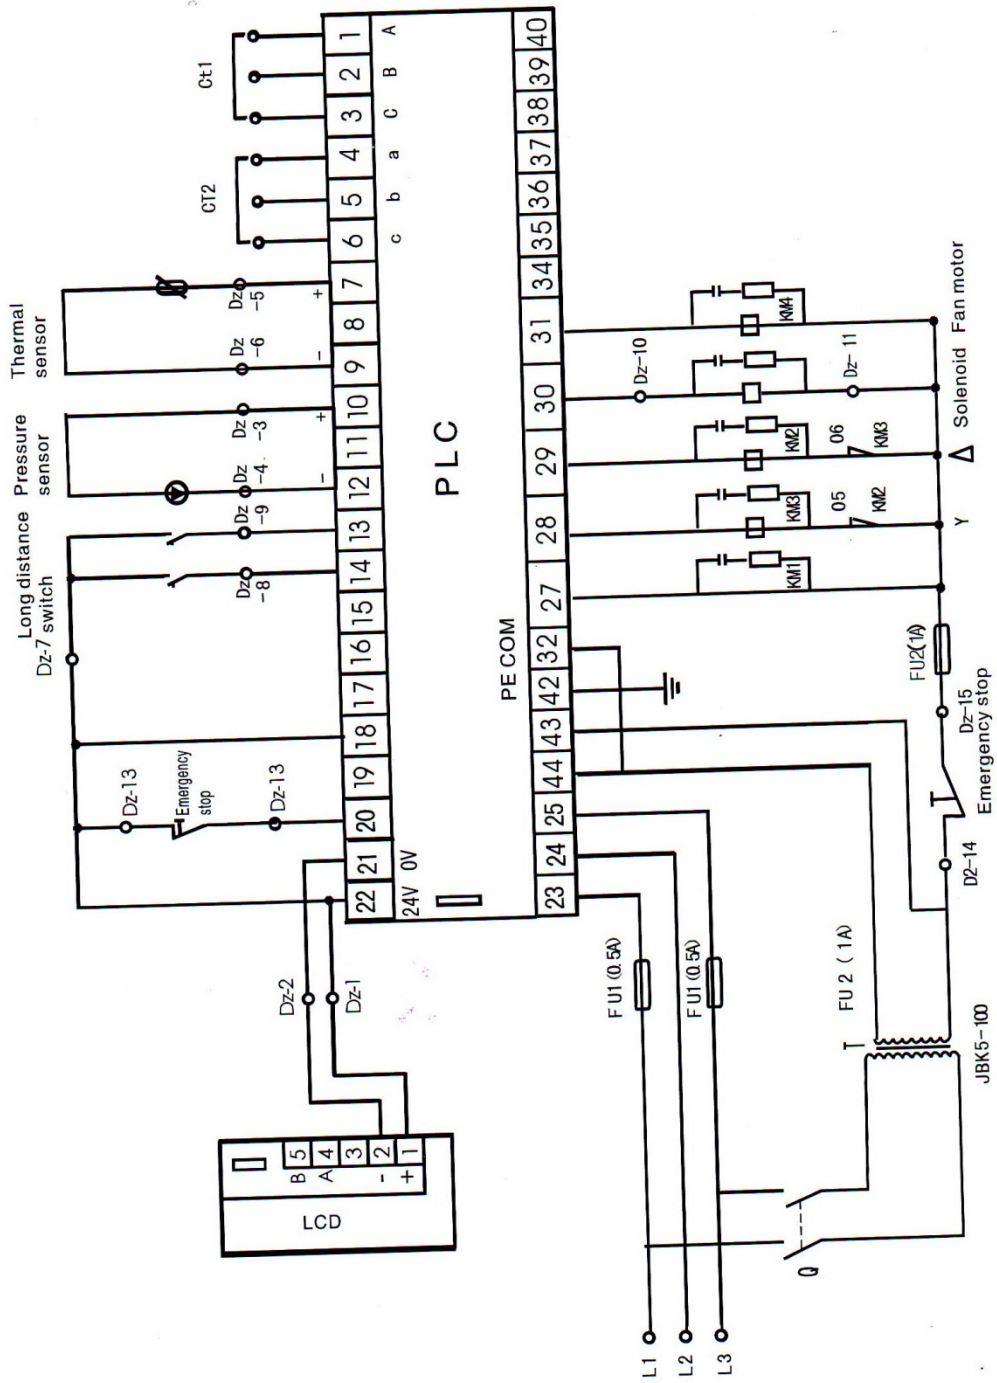 Ct1
CT2
Thermal
sensor
Pressure
sensor
Long distance
Dz-7 switch
Dz
-5
Dz
-6
Dz
-3
Dz
-4
Dz
-9
Dz
-8
+
-
+
-
Dz-13
Emergency
stop
Dz-13
1
2
3
4
5
6
7
8
9
10
11
12
13
14
15
16
17
18
19
20
21
22
A
B
C
a
b
c
0V
24V
PLC
PE COM
40
39
38
37
36
35
34
31
30
29
28
27
32
42
43
44
25
24
23
Dz-2
Dz-1
B 5
A 4
3
- 2
+ 1
LCD
Dz-10
Dz-11
KM4
KM2
06
KM3
KM3
05
KM2
KM1
Fan motor
Solenoid
Δ
Y
FU2(1A)
Dz-15
Emergency stop
D2-14
FU1(0.5A)
FU1(0.5A)
FU2 (1A)
T
JBK5-100
Q
L1
L2
L3